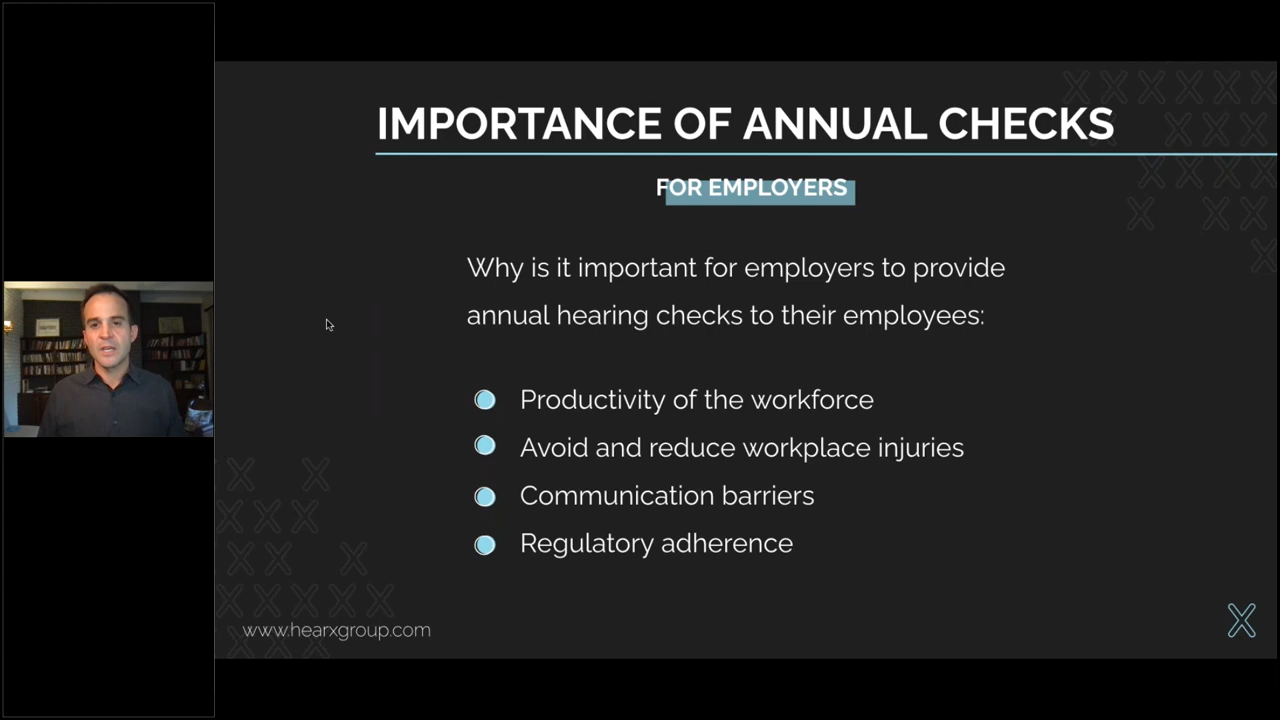 IMPORTANCE OF ANNUAL CHECKS
FOR EMPLOYERS
Why is it important for employers to provide
annual hearing checks to their employees:
Productivity of the workforce
Avoid and reduce workplace injuries
Communication barriers
Regulatory adherence
www.hearxgroup.com